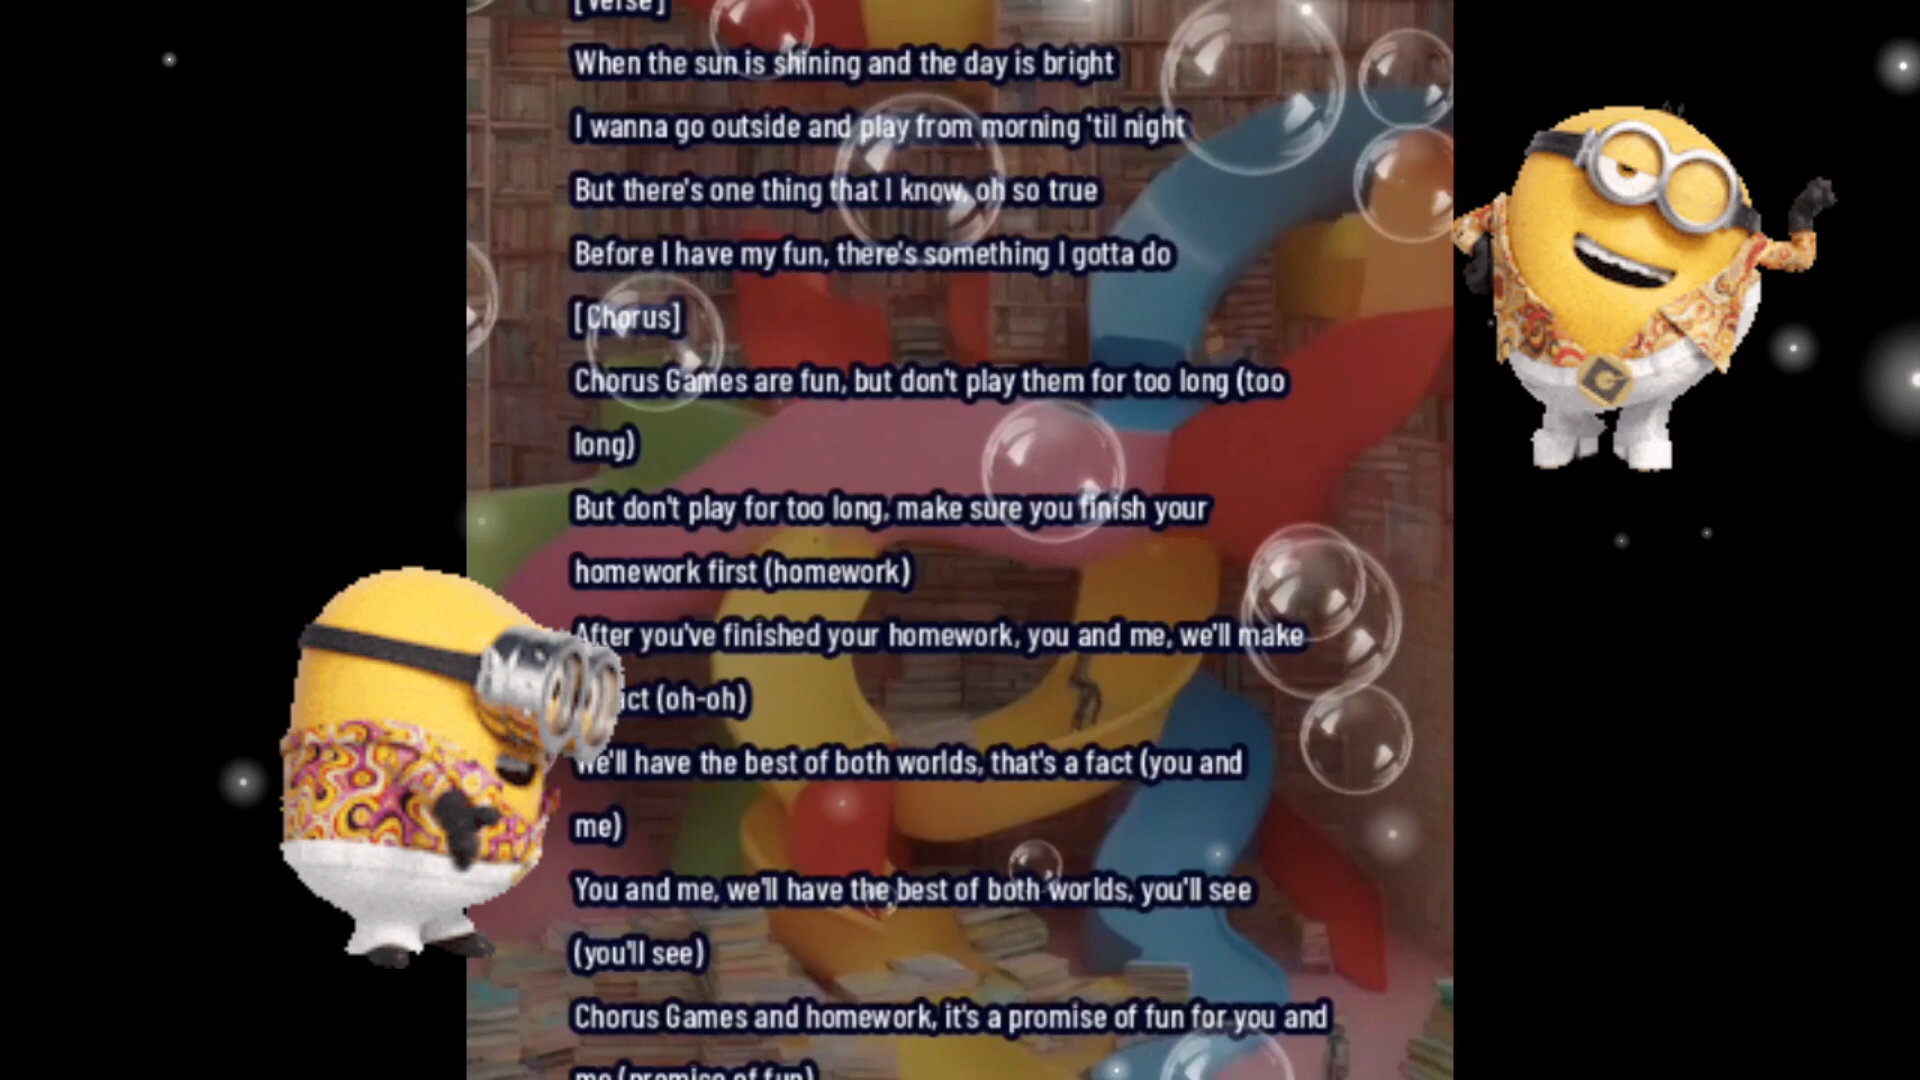 [Verse]
When the sun is shining and the day is bright
I wanna go outside and play from morning 'til night
But there's one thing that I know, oh so true
Before I have my fun, there's something I gotta do
[Chorus]
Chorus Games are fun, but don't play them for too long (too
long)
But don't play for too long, make sure you finish your
homework first (homework)
After you've finished your homework, you and me, we'll make
(oh-oh)
We'll have the best of both worlds, that's a fact (you and
me)
You and me, we'll have the best of both worlds, you'll see
(you'll see)
Chorus Games and homework, it's a promise of fun for you and
me (promise of fun)